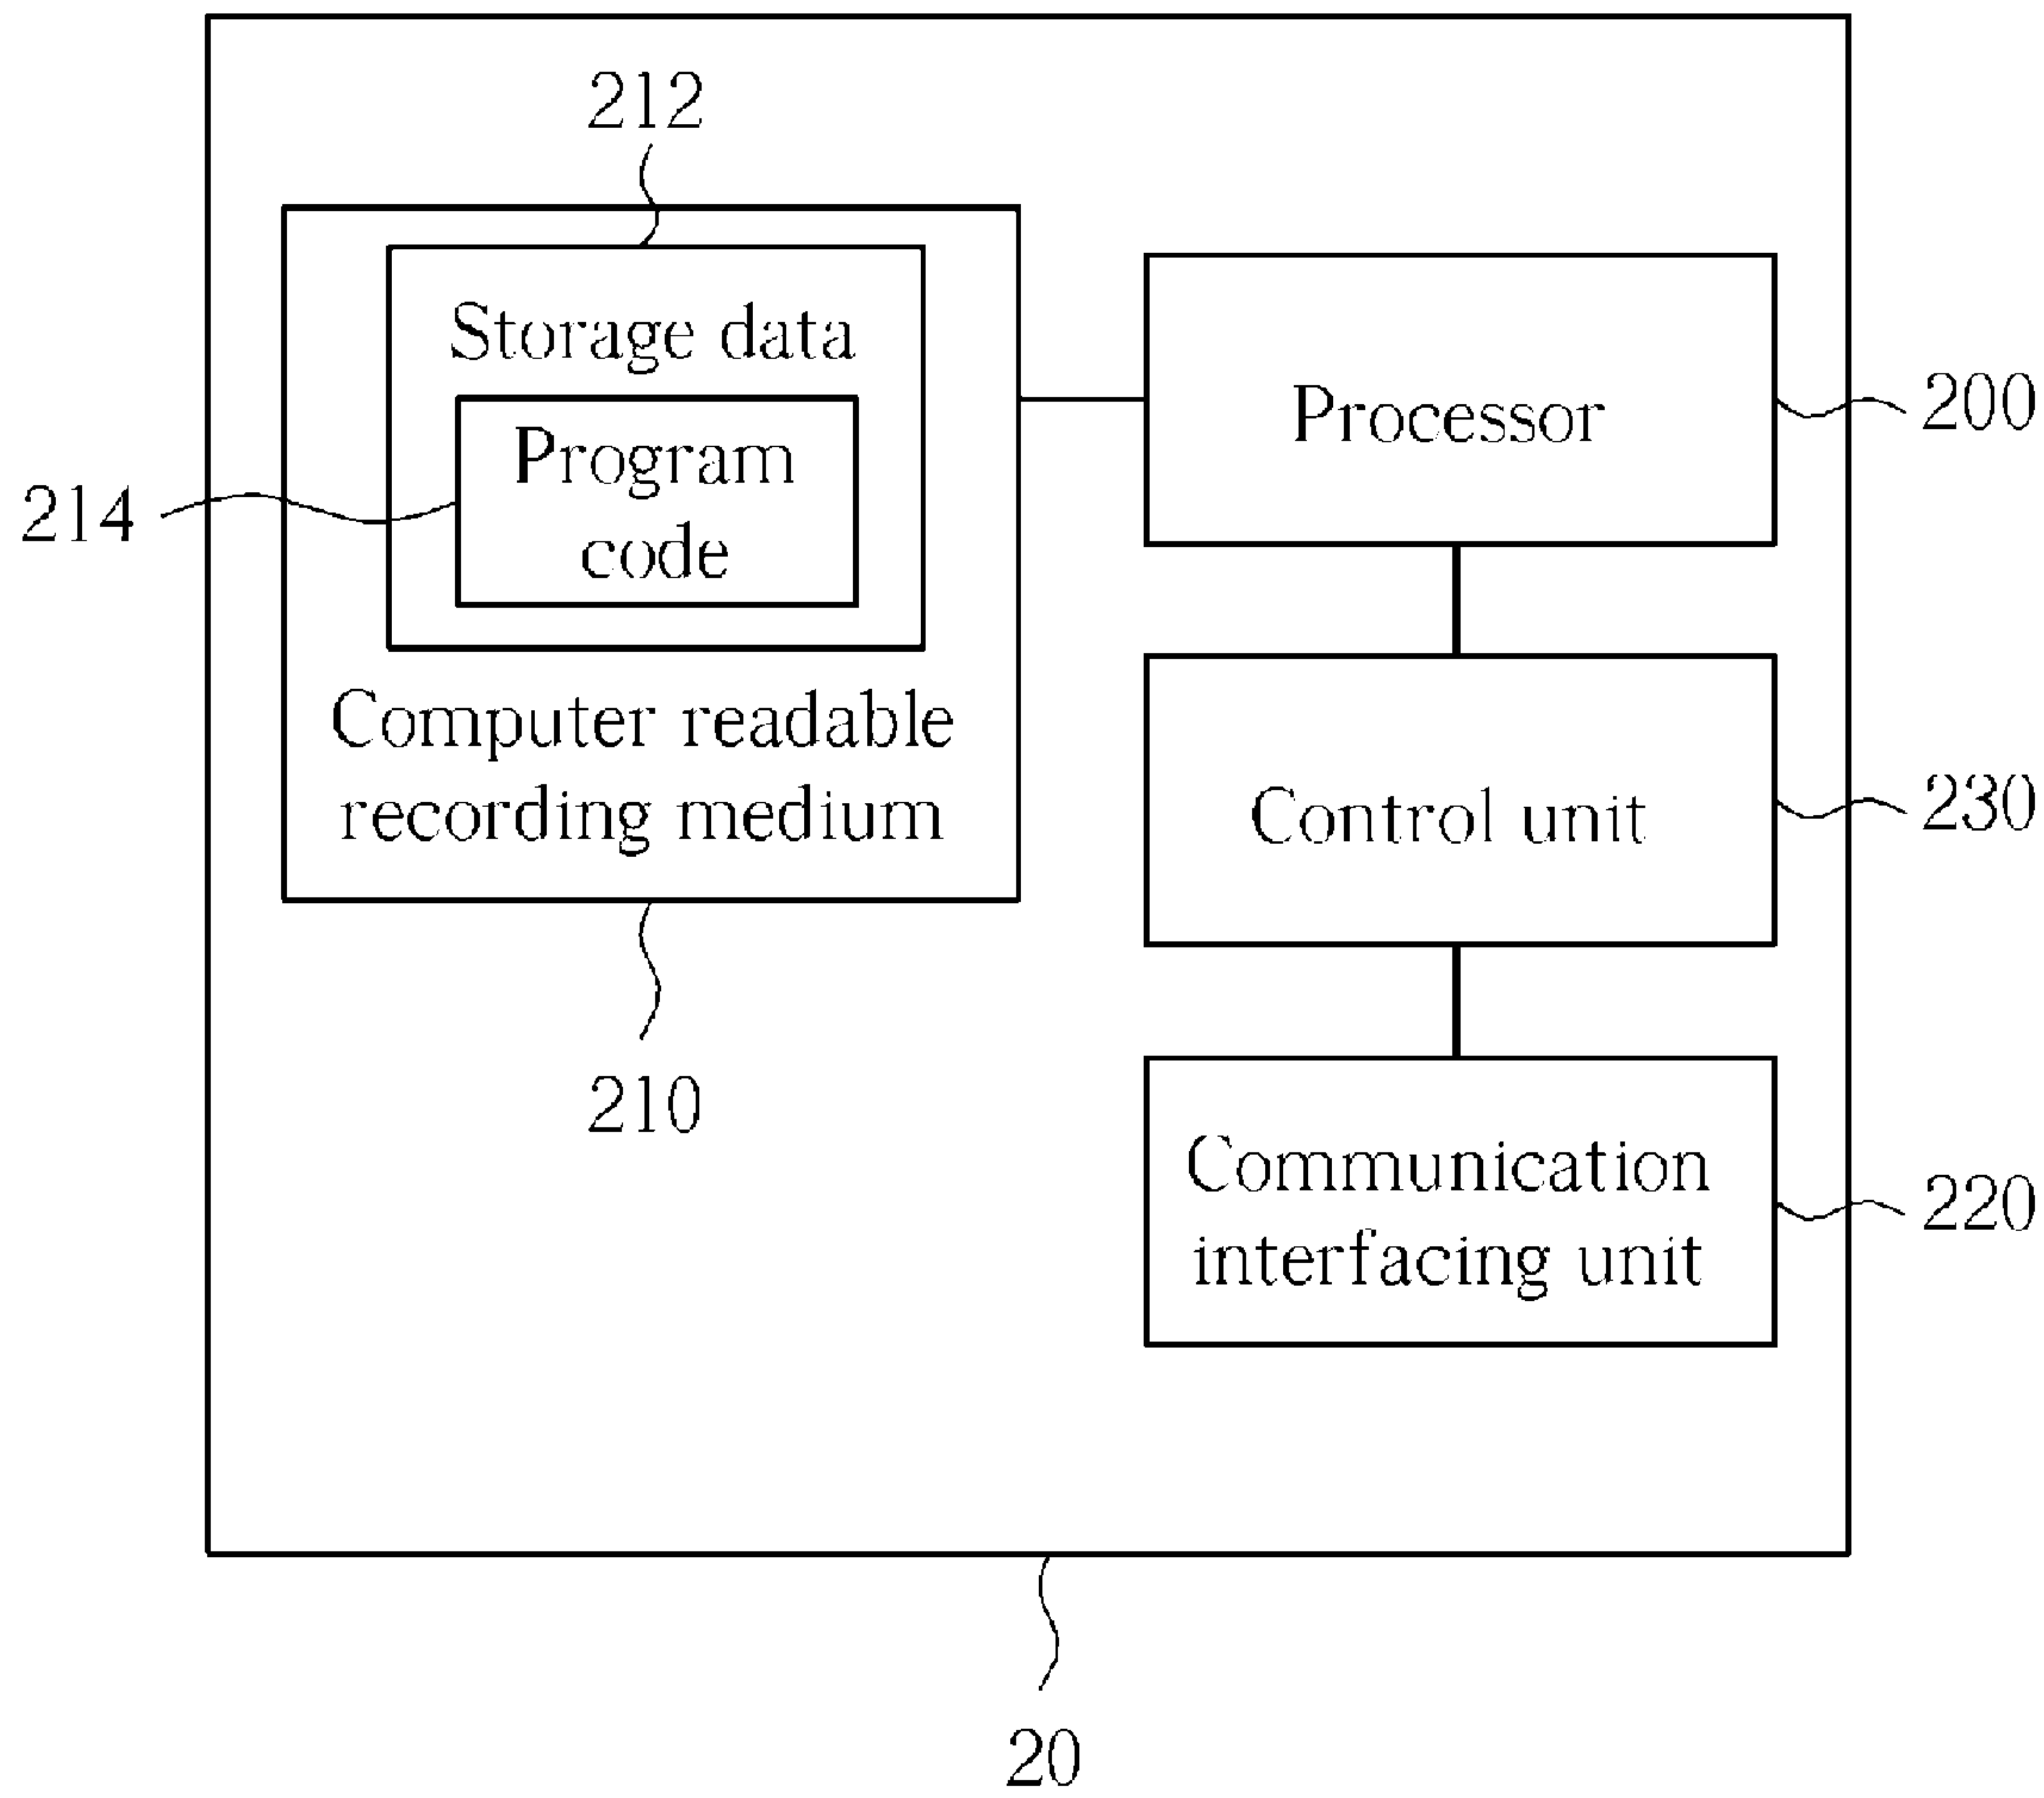 212
Storage data
Program
code
214
Computer readable
recording medium
210
Processor
200
Control unit
230
Communication
interfacing unit
220
20